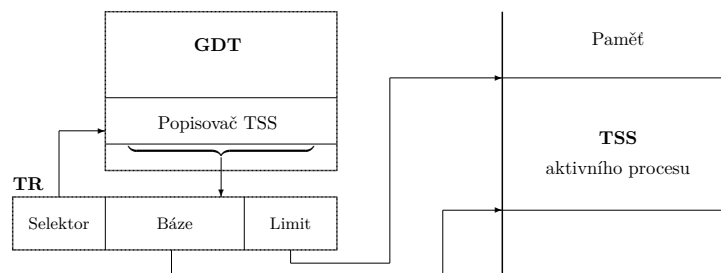 GDT
Paměť
Popisovač TSS
TSS
aktivního procesu
TR
Selektor
Báze
Limit